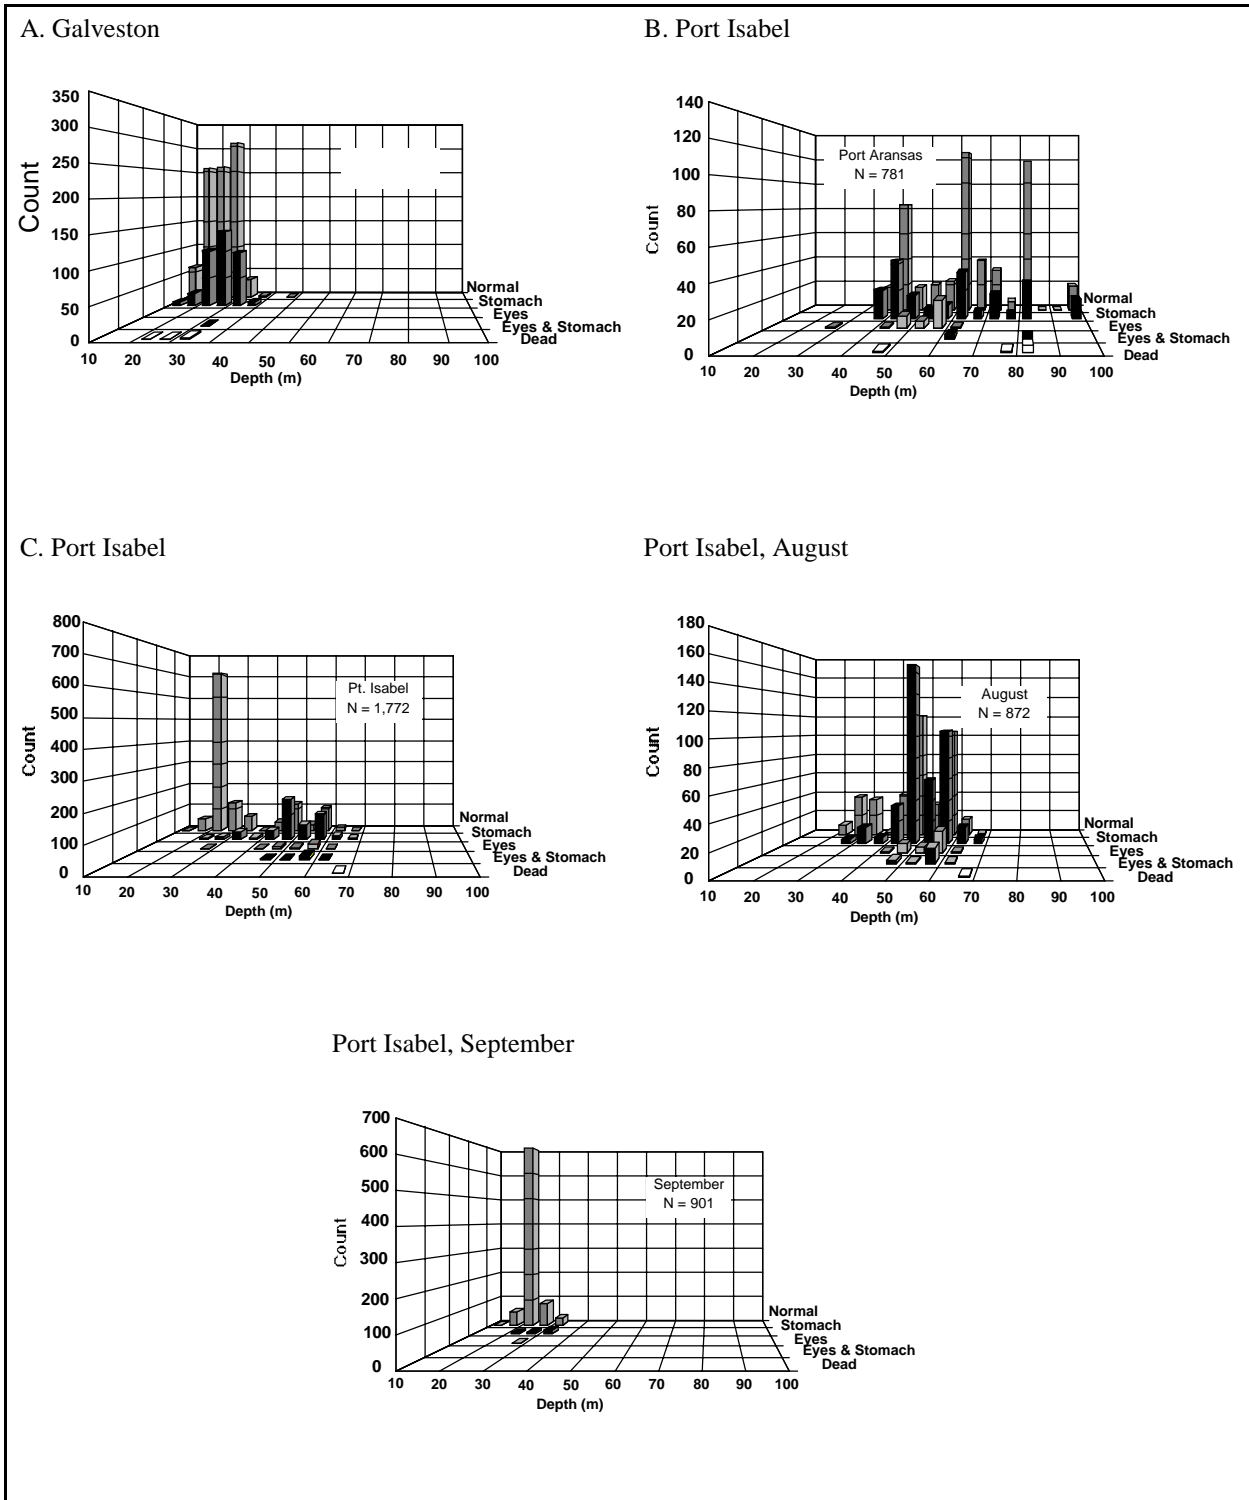 A. Galveston
350
300
250
200
150
100
50
0
Count
10 20 30 40 50 60 70 80 90 100
Depth (m)
Normal
Stomach
Eyes
Eyes & Stomach
Dead
B. Port Isabel
140
120
100
80
60
40
20
0
Count
Port Aransas
N = 781
10 20 30 40 50 60 70 80 90 100
Depth (m)
Normal
Stomach
Eyes
Eyes & Stomach
Dead
C. Port Isabel
800
700
600
500
400
300
200
100
0
Count
Pt. Isabel
N = 1,772
10 20 30 40 50 60 70 80 90 100
Depth (m)
Normal
Stomach
Eyes
Eyes & Stomach
Dead
Port Isabel, August
180
160
140
120
100
80
60
40
20
0
Count
August
N = 872
10 20 30 40 50 60 70 80 90 100
Depth (m)
Normal
Stomach
Eyes
Eyes & Stomach
Dead
Port Isabel, September
700
600
500
400
300
200
100
0
Count
September
N = 901
10 20 30 40 50 60 70 80 90 100
Depth (m)
Normal
Stomach
Eyes
Eyes & Stomach
Dead